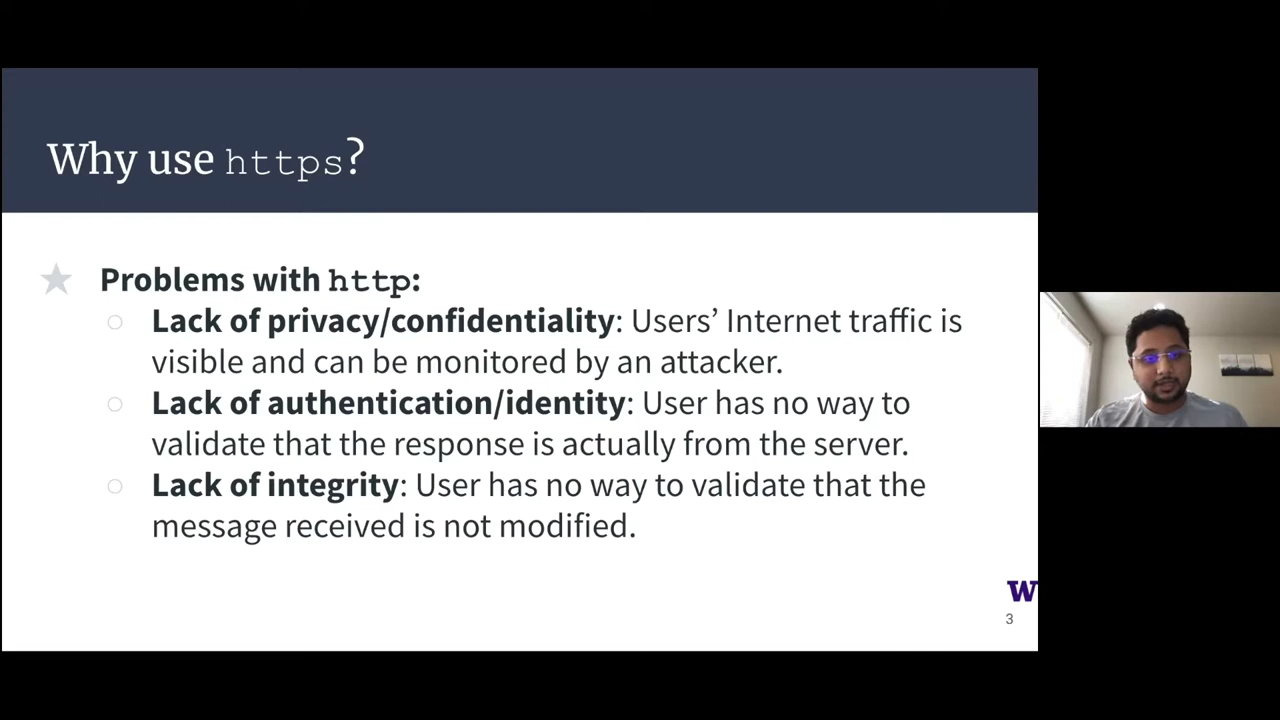 Why use https?
Problems with http:
Lack of privacy/confidentiality: Users’ Internet traffic is
visible and can be monitored by an attacker.
Lack of authentication/identity: User has no way to
validate that the response is actually from the server.
Lack of integrity: User has no way to validate that the
message received is not modified.
W
3